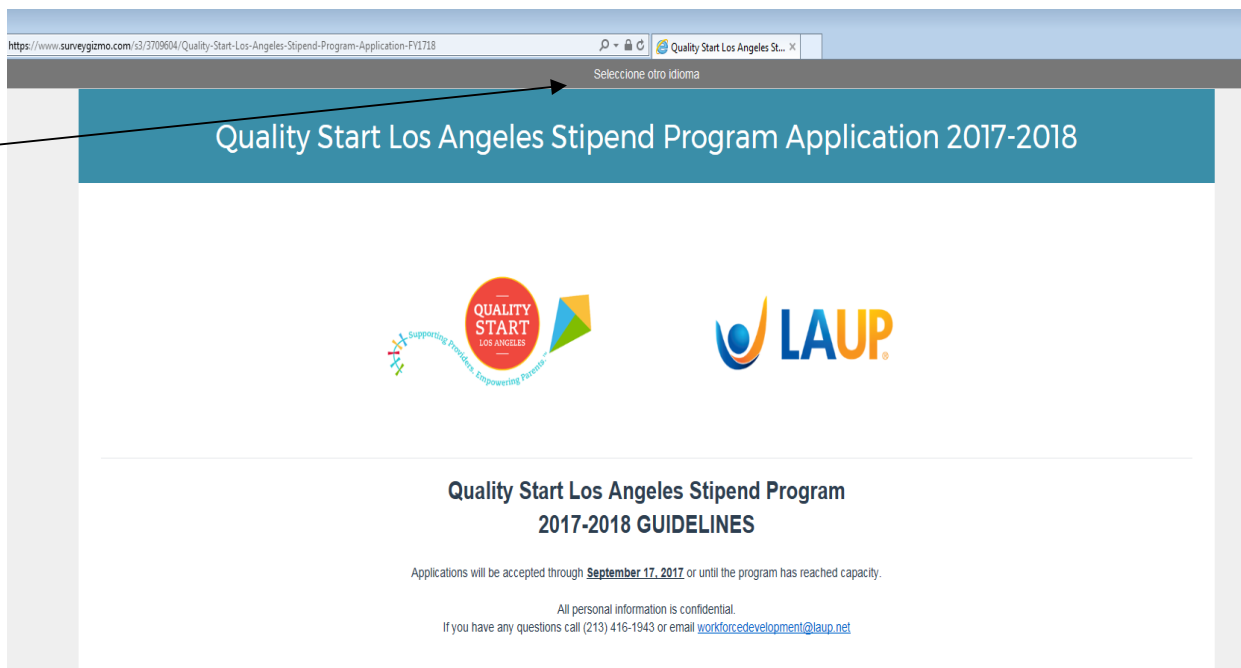 https://www.surveygizmo.com/s3/3709604/Quality-Start-Los-Angeles-Stipend-Program-Application-FY1718
Quality Start Los Angeles St... ×
Seleccione otro idioma
Quality Start Los Angeles Stipend Program Application 2017-2018
QUALITY
START
LOS ANGELES
Supporting Providers, Empowering Parents.™
LAUP®
Quality Start Los Angeles Stipend Program
2017-2018 GUIDELINES
Applications will be accepted through September 17, 2017 or until the program has reached capacity.
All personal information is confidential.
If you have any questions call (213) 416-1943 or email workforcedevelopment@laup.net